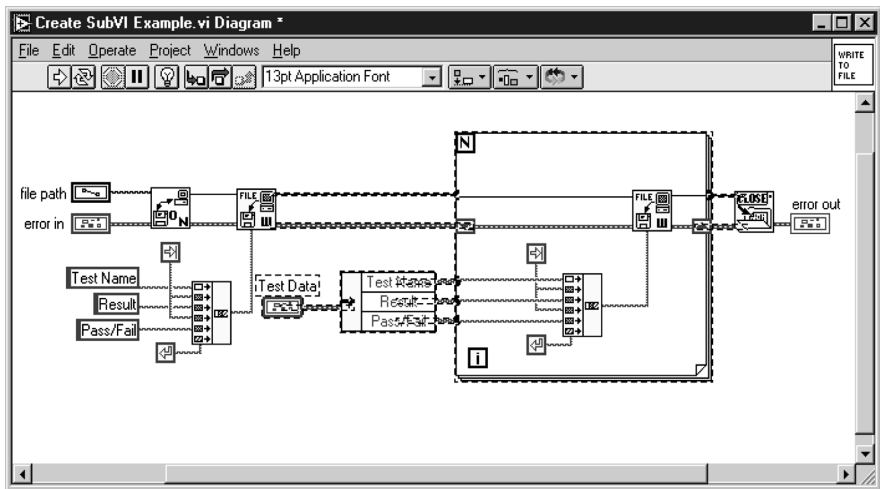 Create SubVI Example.vi Diagram *
File Edit Operate Project Windows Help
WRITE
TO
FILE
13pt Application Font
N
file path
error in
O
N
FILE
FILE
CLOSE
error out
Test Name
Result
Pass/Fail
Test Data
Test Name
Result
Pass/Fail
i